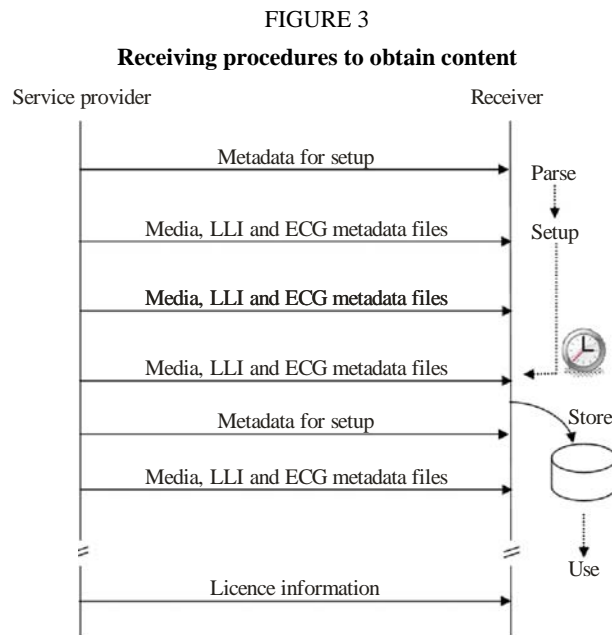 FIGURE 3
Receiving procedures to obtain content
Service provider
Receiver
Metadata for setup
Parse
Media, LLI and ECG metadata files
Setup
Media, LLI and ECG metadata files
Media, LLI and ECG metadata files
Store
Metadata for setup
Media, LLI and ECG metadata files
Use
Licence information